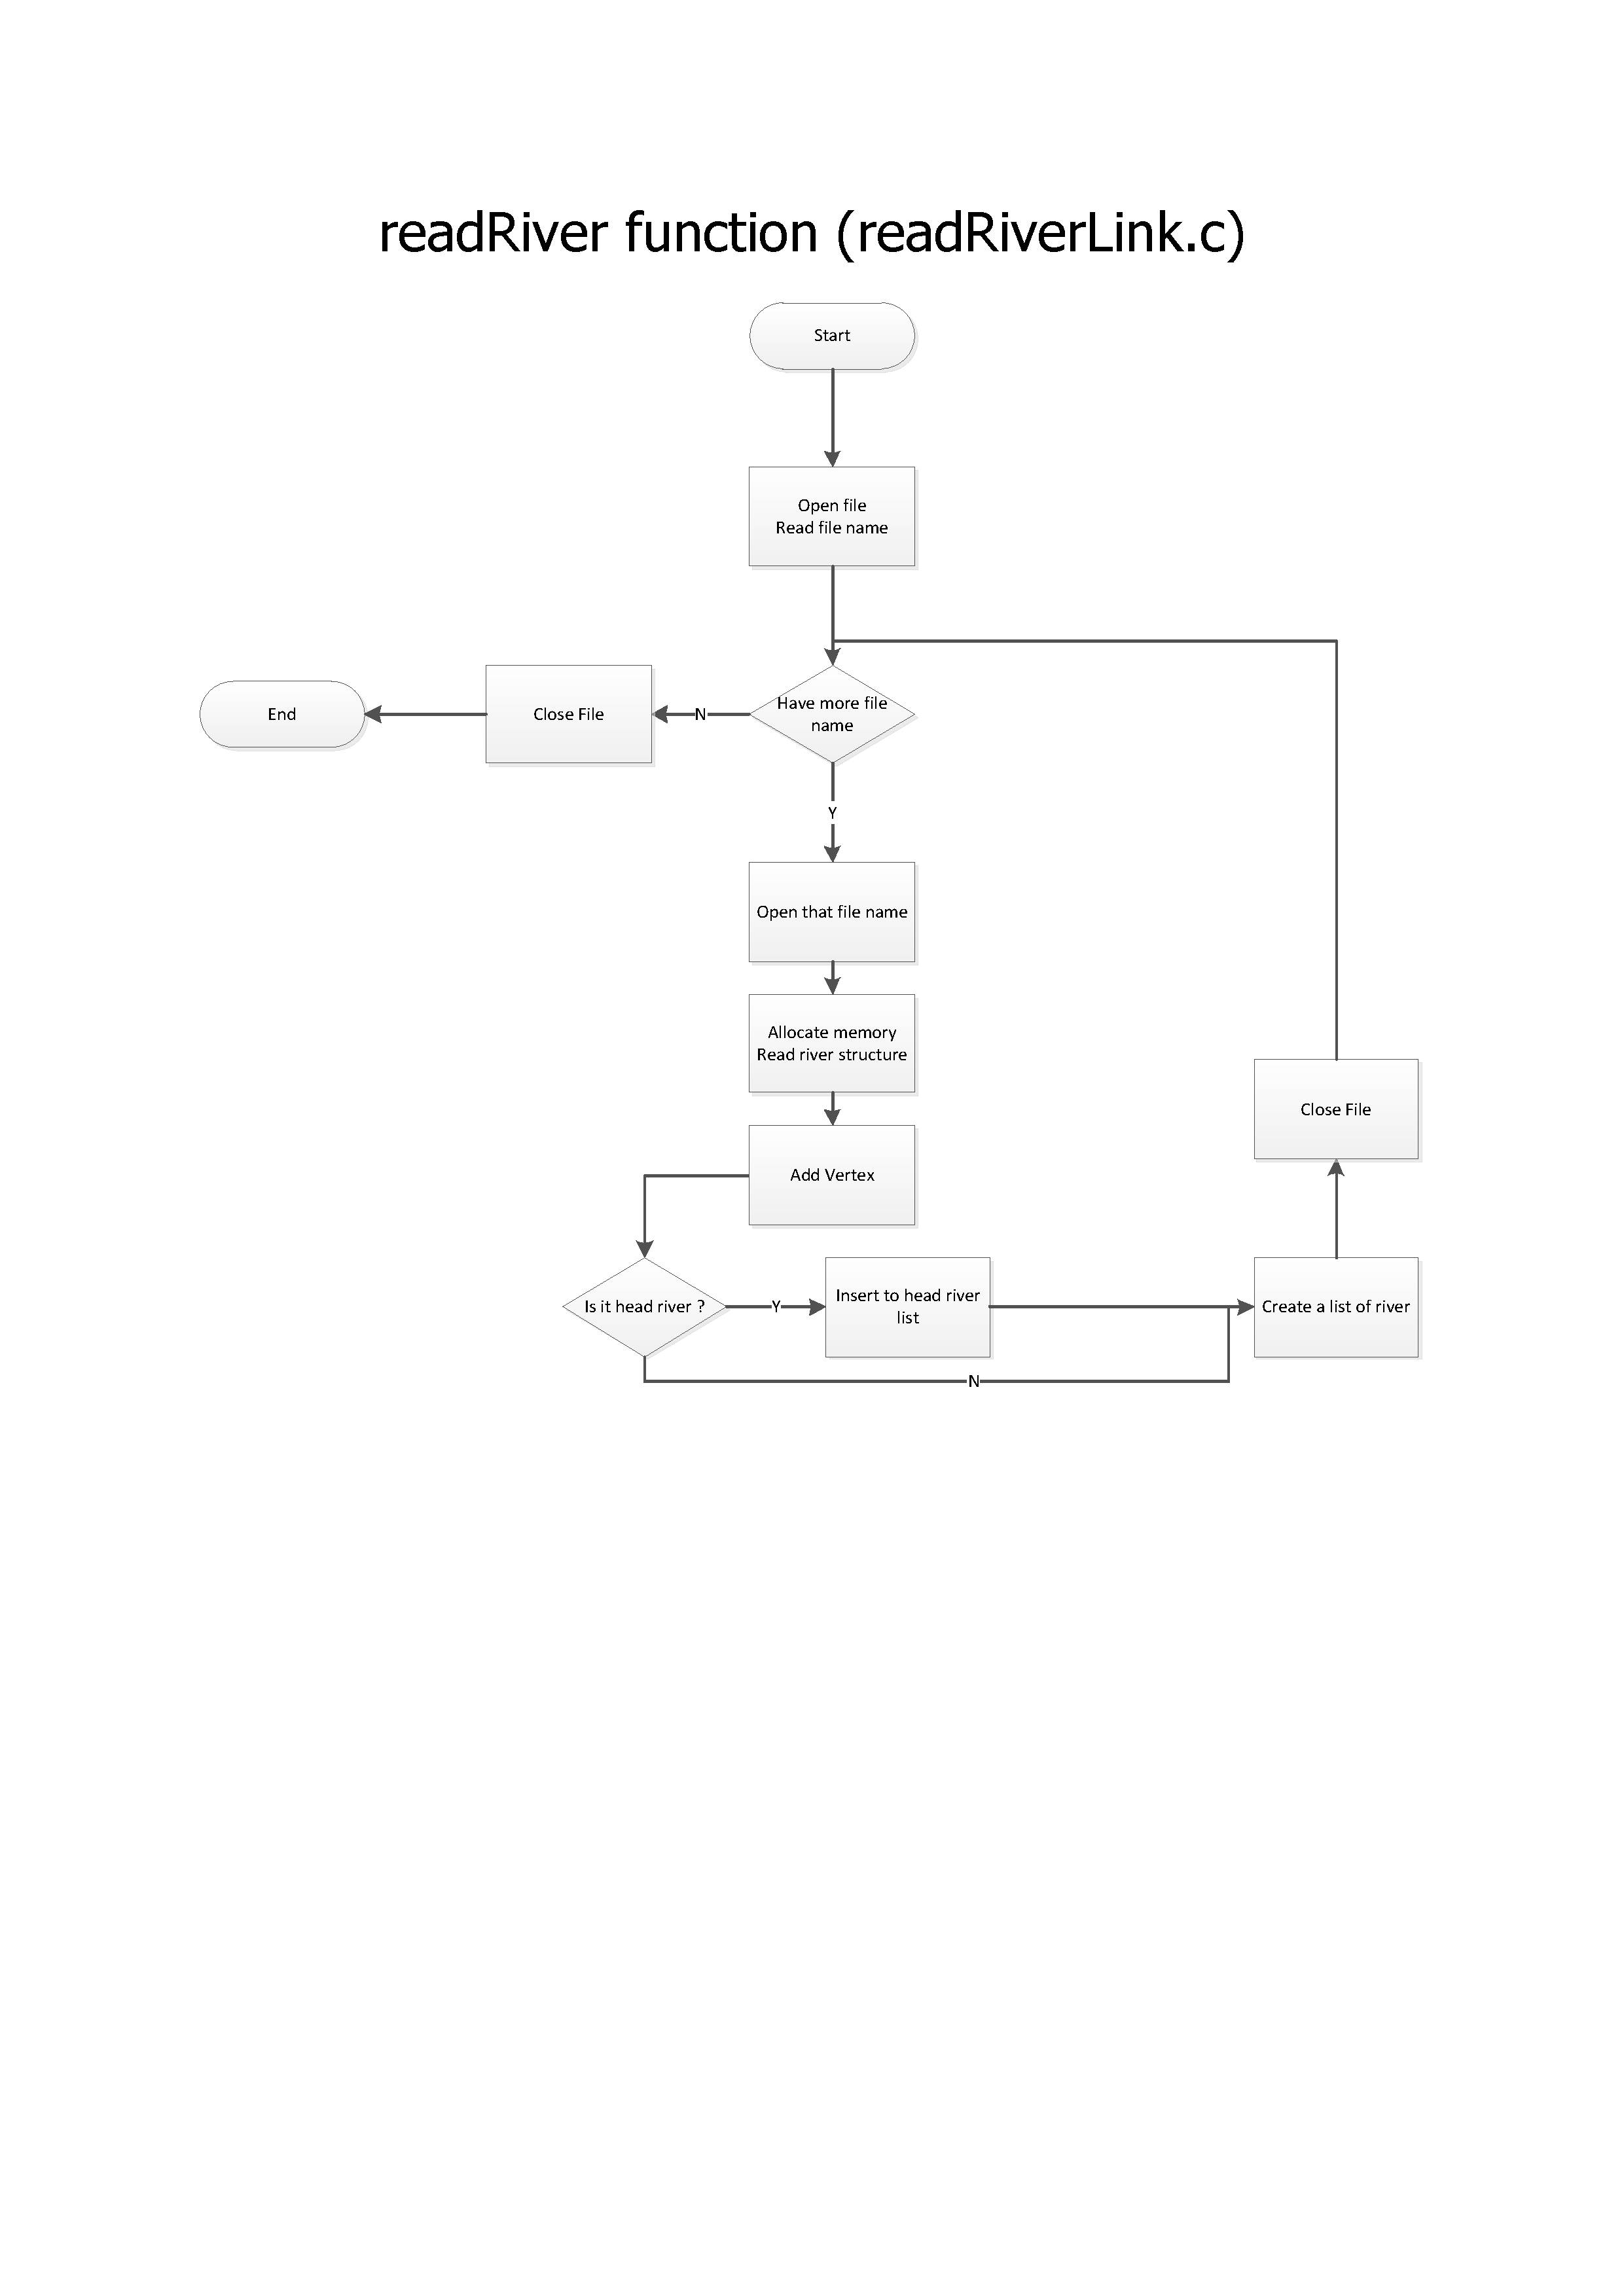 readRiver function (readRiverLink.c)
Start
Open file
Read file name
Have more file
name
N
Close File
End
Y
Open that file name
Allocate memory
Read river structure
Add Vertex
Is it head river ?
Y
Insert to head river
list
N
Create a list of river
Close File